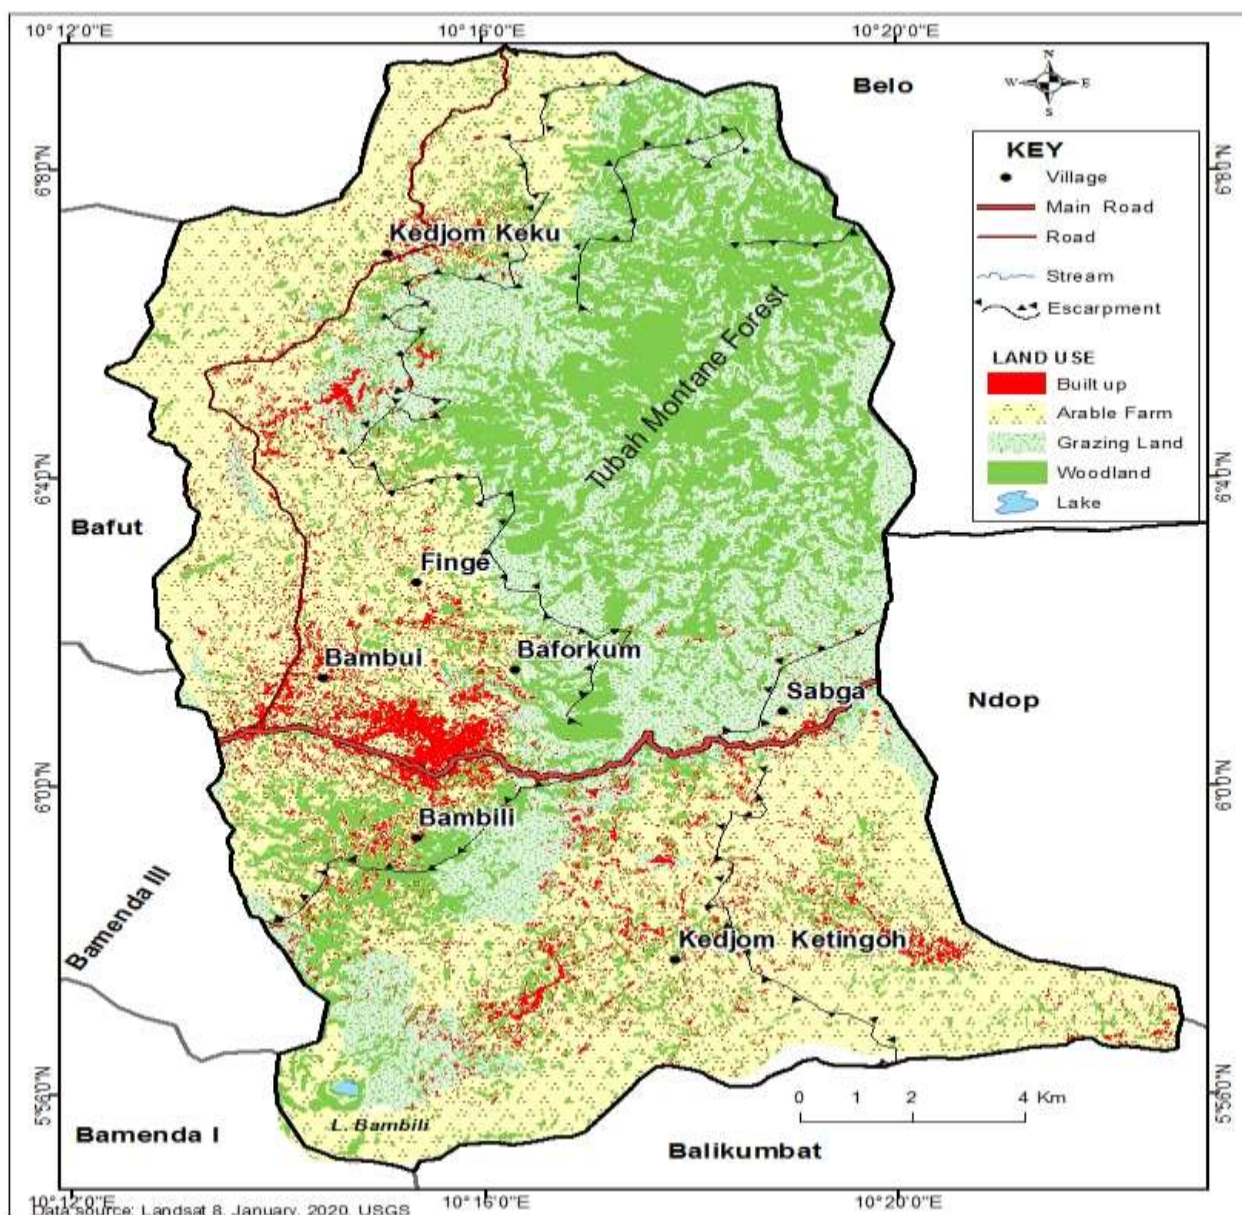 10°12'0"E 10°16'0"E 10°20'0"E
Belo
N
W E
S
KEY
Village
Main Road
Road
Stream
Escarpment
LAND USE
Built up
Arable Farm
Grazing Land
Woodland
Lake
6°8'0"N 6°8'0"N
Kedjom Keku
Tubah Montane Forest
6°4'0"N 6°4'0"N
Bafut
Finge
Baforkum
Bambui
Sabga
Ndop
6°0'0"N 6°0'0"N
Bambili
Bamenda III
Kedjom Ketingoh
5°56'0"N 5°56'0"N
0 1 2 4 Km
L. Bambili
Bamenda I
Balikumbat
10°12'0"E 10°16'0"E 10°20'0"E
Data source: Landsat 8, January, 2020, USGS